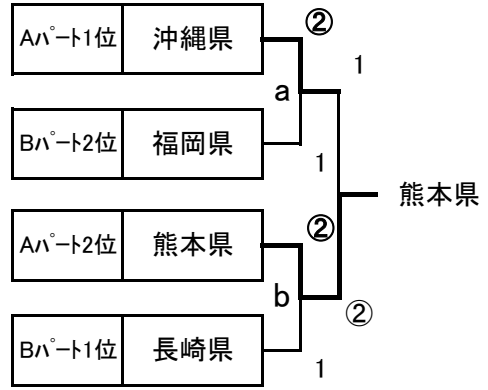 Aパート1位 沖縄県 ②
1
a
Bパート2位 福岡県 1
熊本県
Aパート2位 熊本県 ②
b ②
Bパート1位 長崎県 1